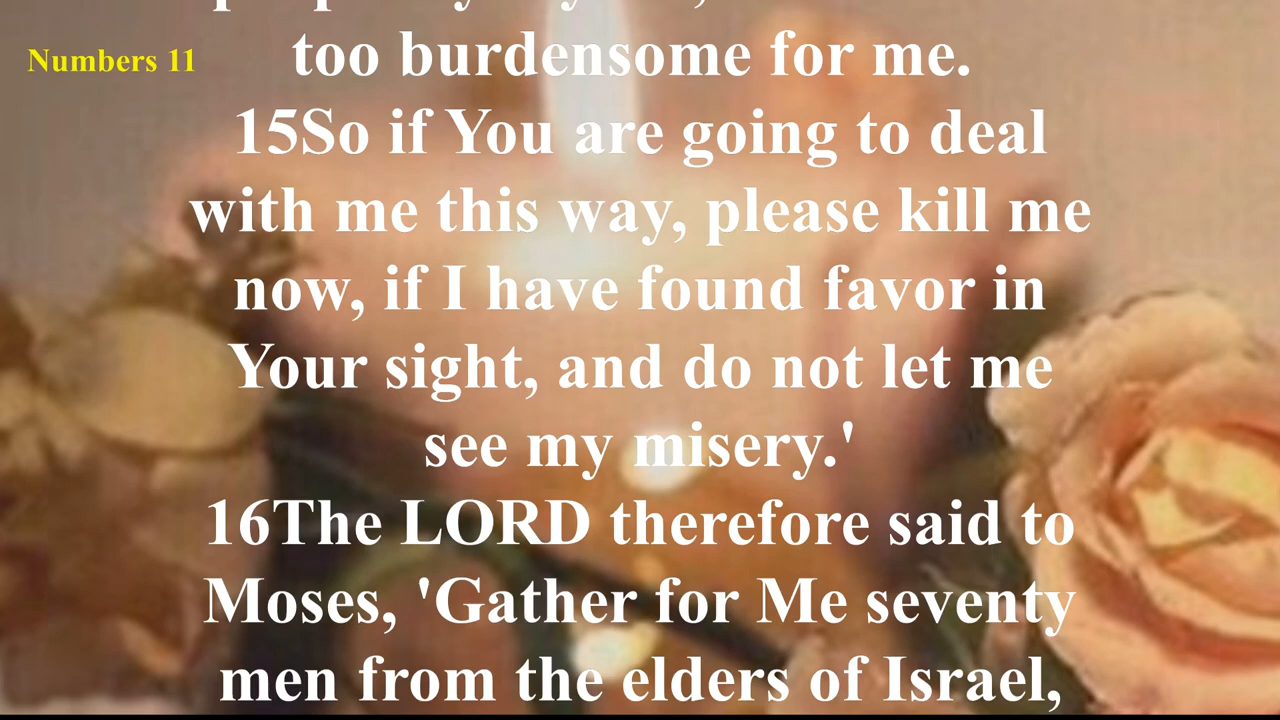 Numbers 11
too burdensome for me.
15So if You are going to deal
with me this way, please kill me
now, if I have found favor in
Your sight, and do not let me
see my misery.'
16The LORD therefore said to
Moses, 'Gather for Me seventy
men from the elders of Israel,